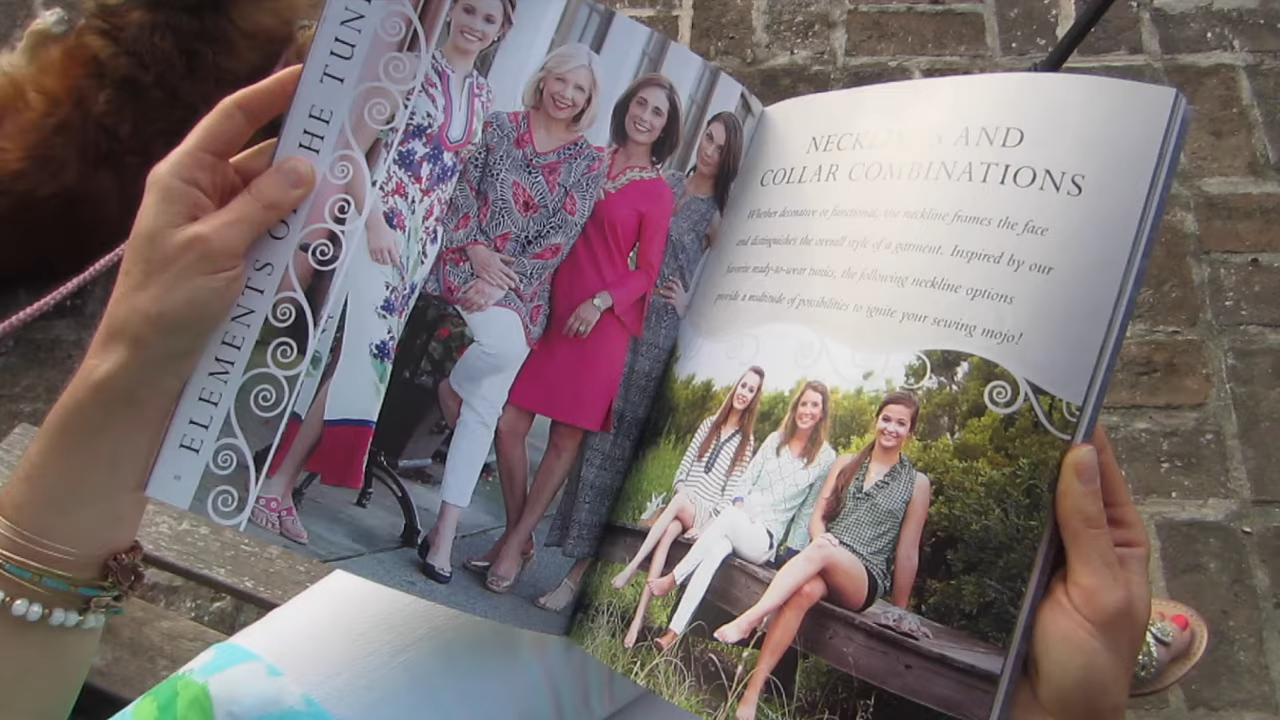 ELEMENTS O HE TUN
NECKLINES AND
COLLAR COMBINATIONS
Whether decorative or functional, the neckline frames the face
and distinguishes the overall style of a garment. Inspired by our
favorite ready-to-wear tunics, the following neckline options
provide a multitude of possibilities to ignite your sewing mojo!